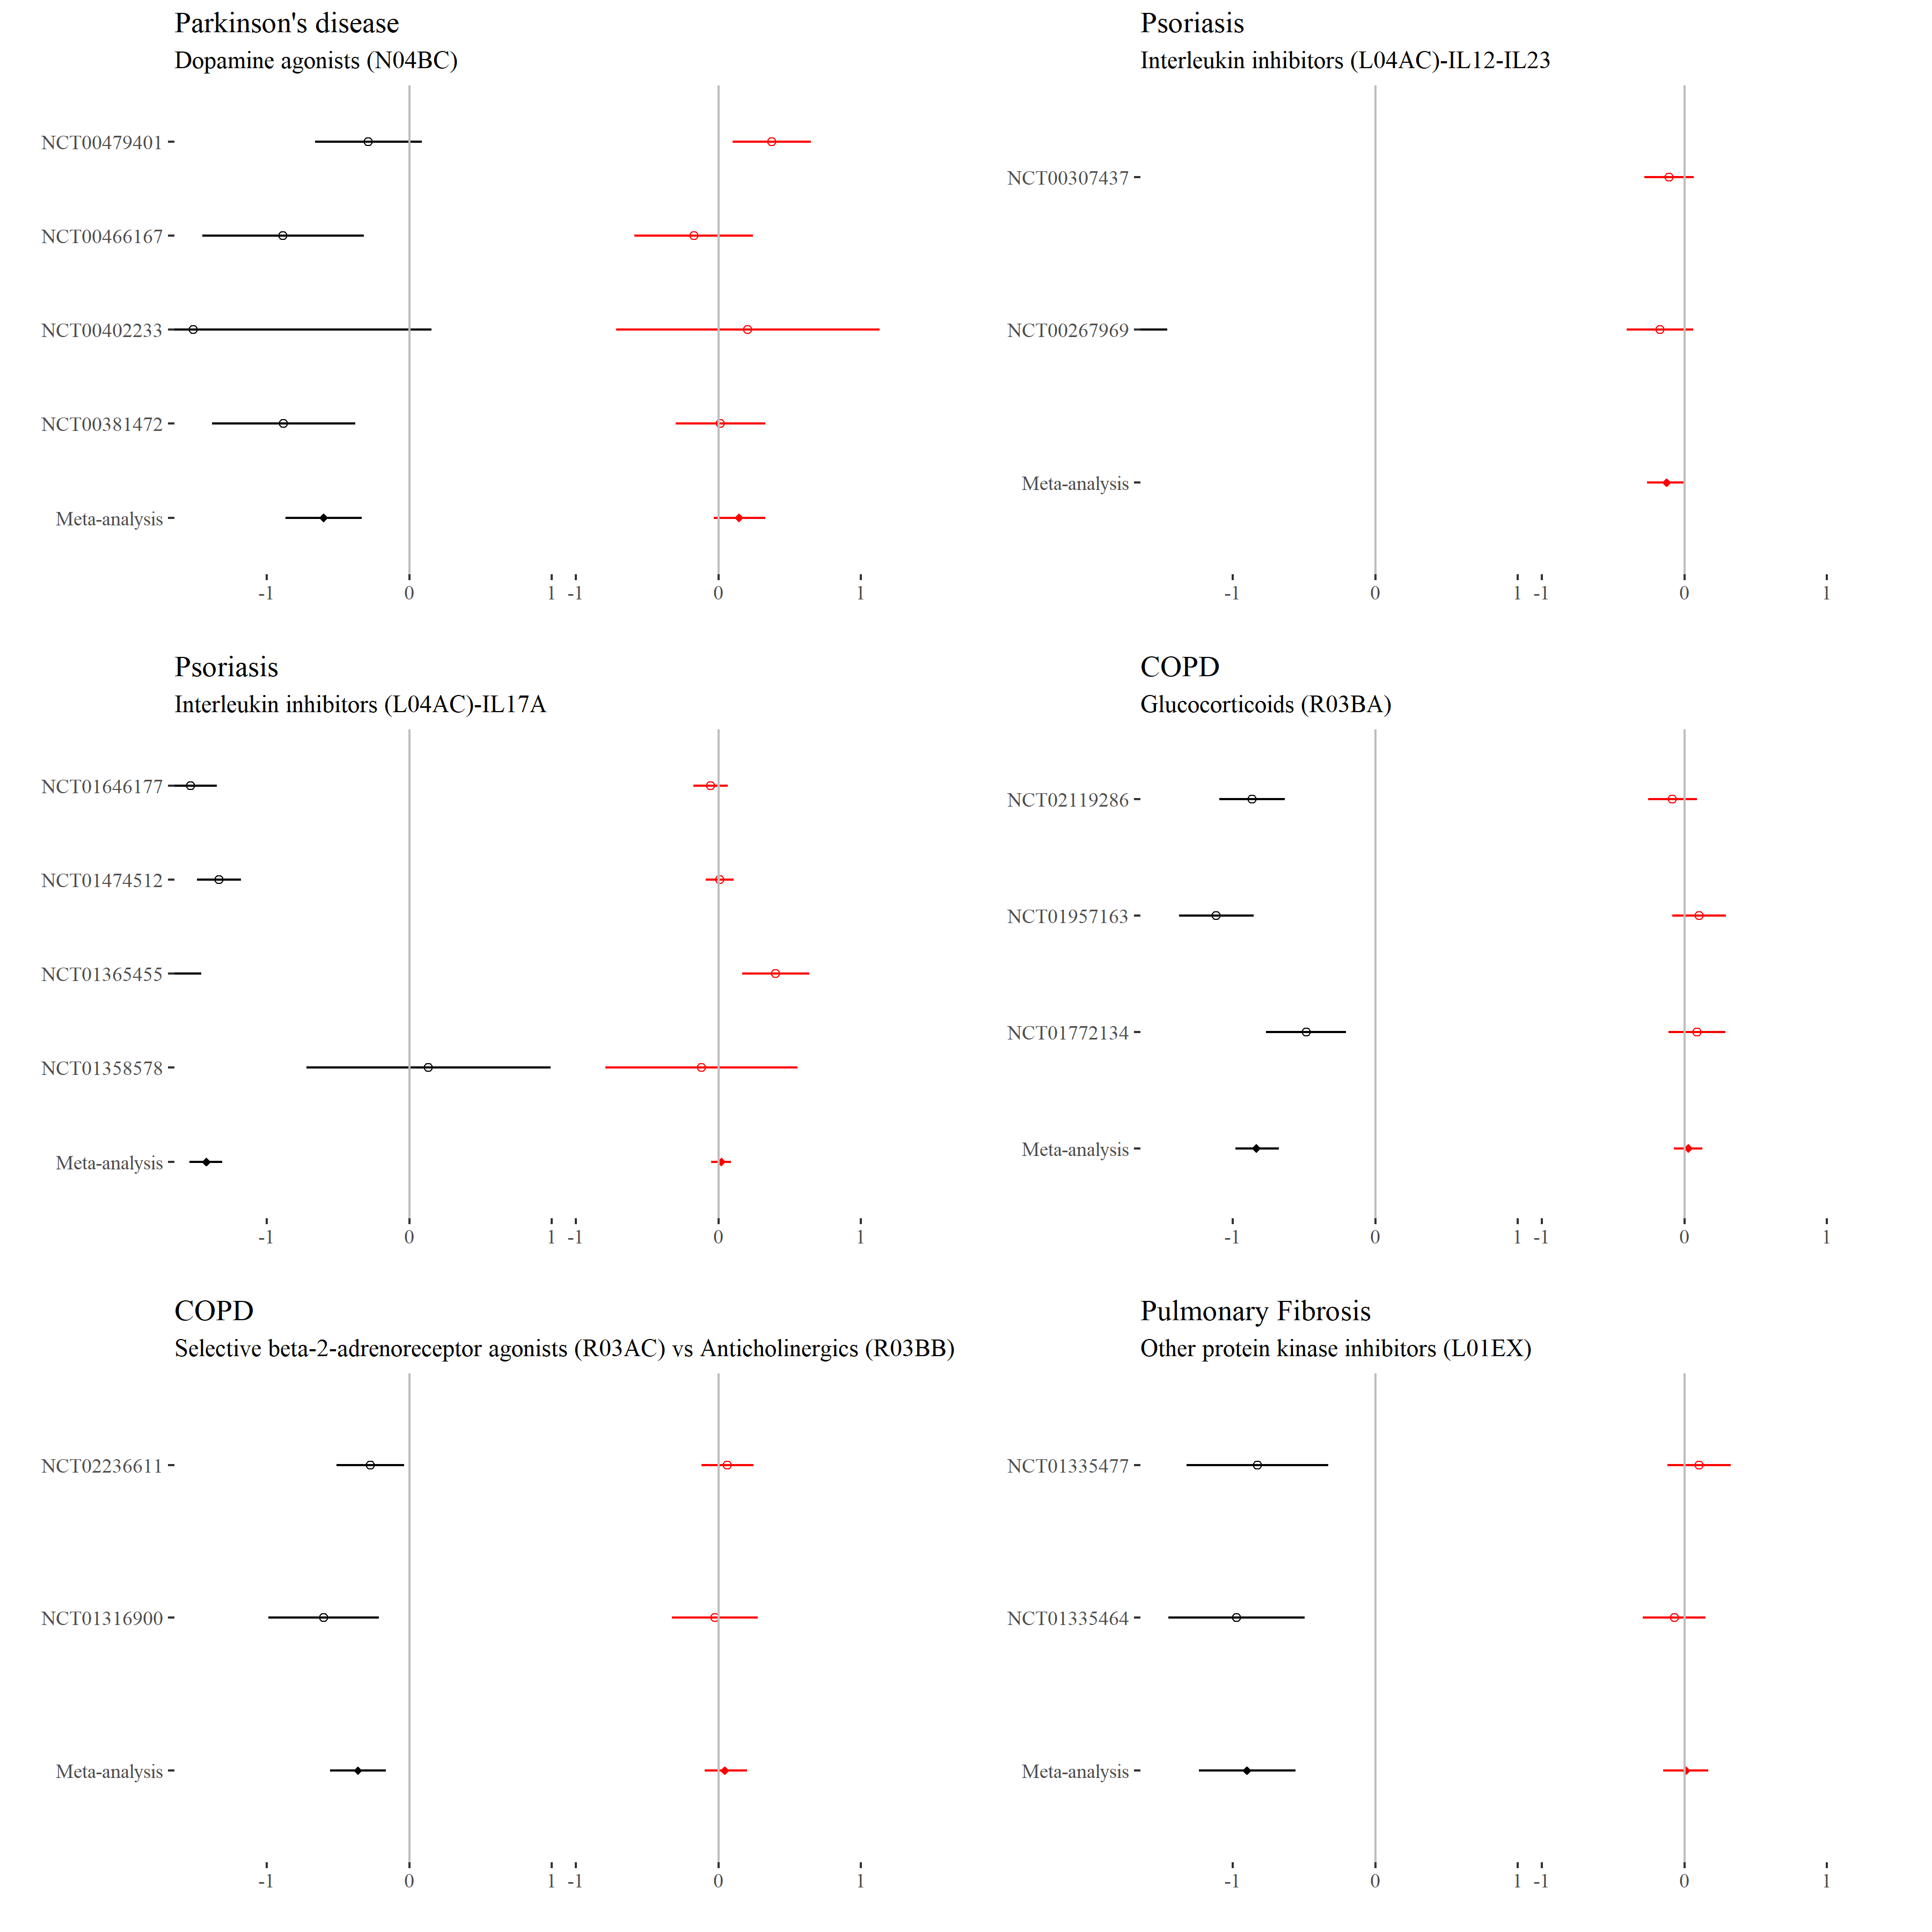 Parkinson's disease
Dopamine agonists (N04BC)
NCT00479401
NCT00466167
NCT00402233
NCT00381472
Meta-analysis
-1 0 1 -1 0 1
Psoriasis
Interleukin inhibitors (L04AC)-IL12-IL23
NCT00307437
NCT00267969
Meta-analysis
-1 0 1 -1 0 1
Psoriasis
Interleukin inhibitors (L04AC)-IL17A
NCT01646177
NCT01474512
NCT01365455
NCT01358578
Meta-analysis
-1 0 1 -1 0 1
COPD
Glucocorticoids (R03BA)
NCT02119286
NCT01957163
NCT01772134
Meta-analysis
-1 0 1 -1 0 1
COPD
Selective beta-2-adrenoreceptor agonists (R03AC) vs Anticholinergics (R03BB)
NCT02236611
NCT01316900
Meta-analysis
-1 0 1 -1 0 1
Pulmonary Fibrosis
Other protein kinase inhibitors (L01EX)
NCT01335477
NCT01335464
Meta-analysis
-1 0 1 -1 0 1